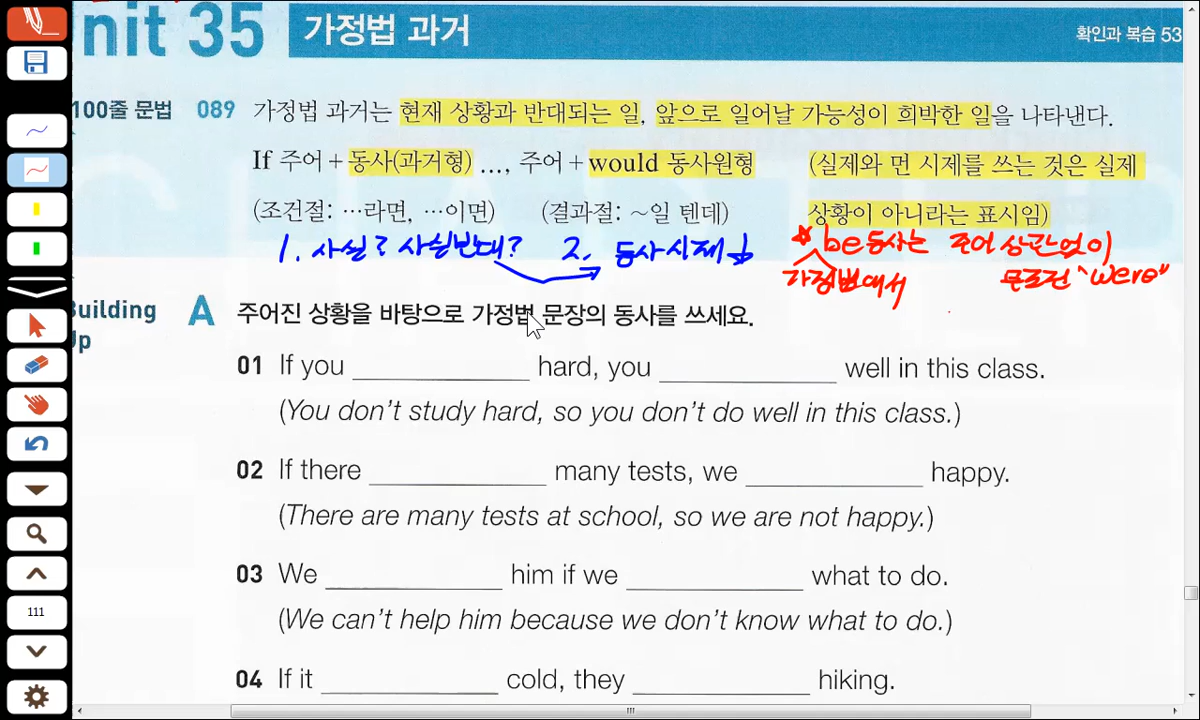 nit 35 가정법 과거 확인과 복습 53
100줄 문법 089 가정법 과거는 현재 상황과 반대되는 일, 앞으로 일어날 가능성이 희박한 일을 나타낸다.
If 주어 + 동사(과거형) …, 주어 + would 동사원형 (실제와 먼 시제를 쓰는 것은 실제
(조건절: …라면, …이면) (결과절: ~일 텐데) 상황이 아니라는 표시임)
1. 사실? 사실반대? 2. 동사시제 ★be동사는 주어 상관없이
가정법에서 무조건 "were"
Building A 주어진 상황을 바탕으로 가정법 문장의 동사를 쓰세요.
Up
01 If you ______ hard, you ______ well in this class.
(You don't study hard, so you don't do well in this class.)
02 If there ______ many tests, we ______ happy.
(There are many tests at school, so we are not happy.)
03 We ______ him if we ______ what to do.
(We can't help him because we don't know what to do.)
111
04 If it ______ cold, they ______ hiking.